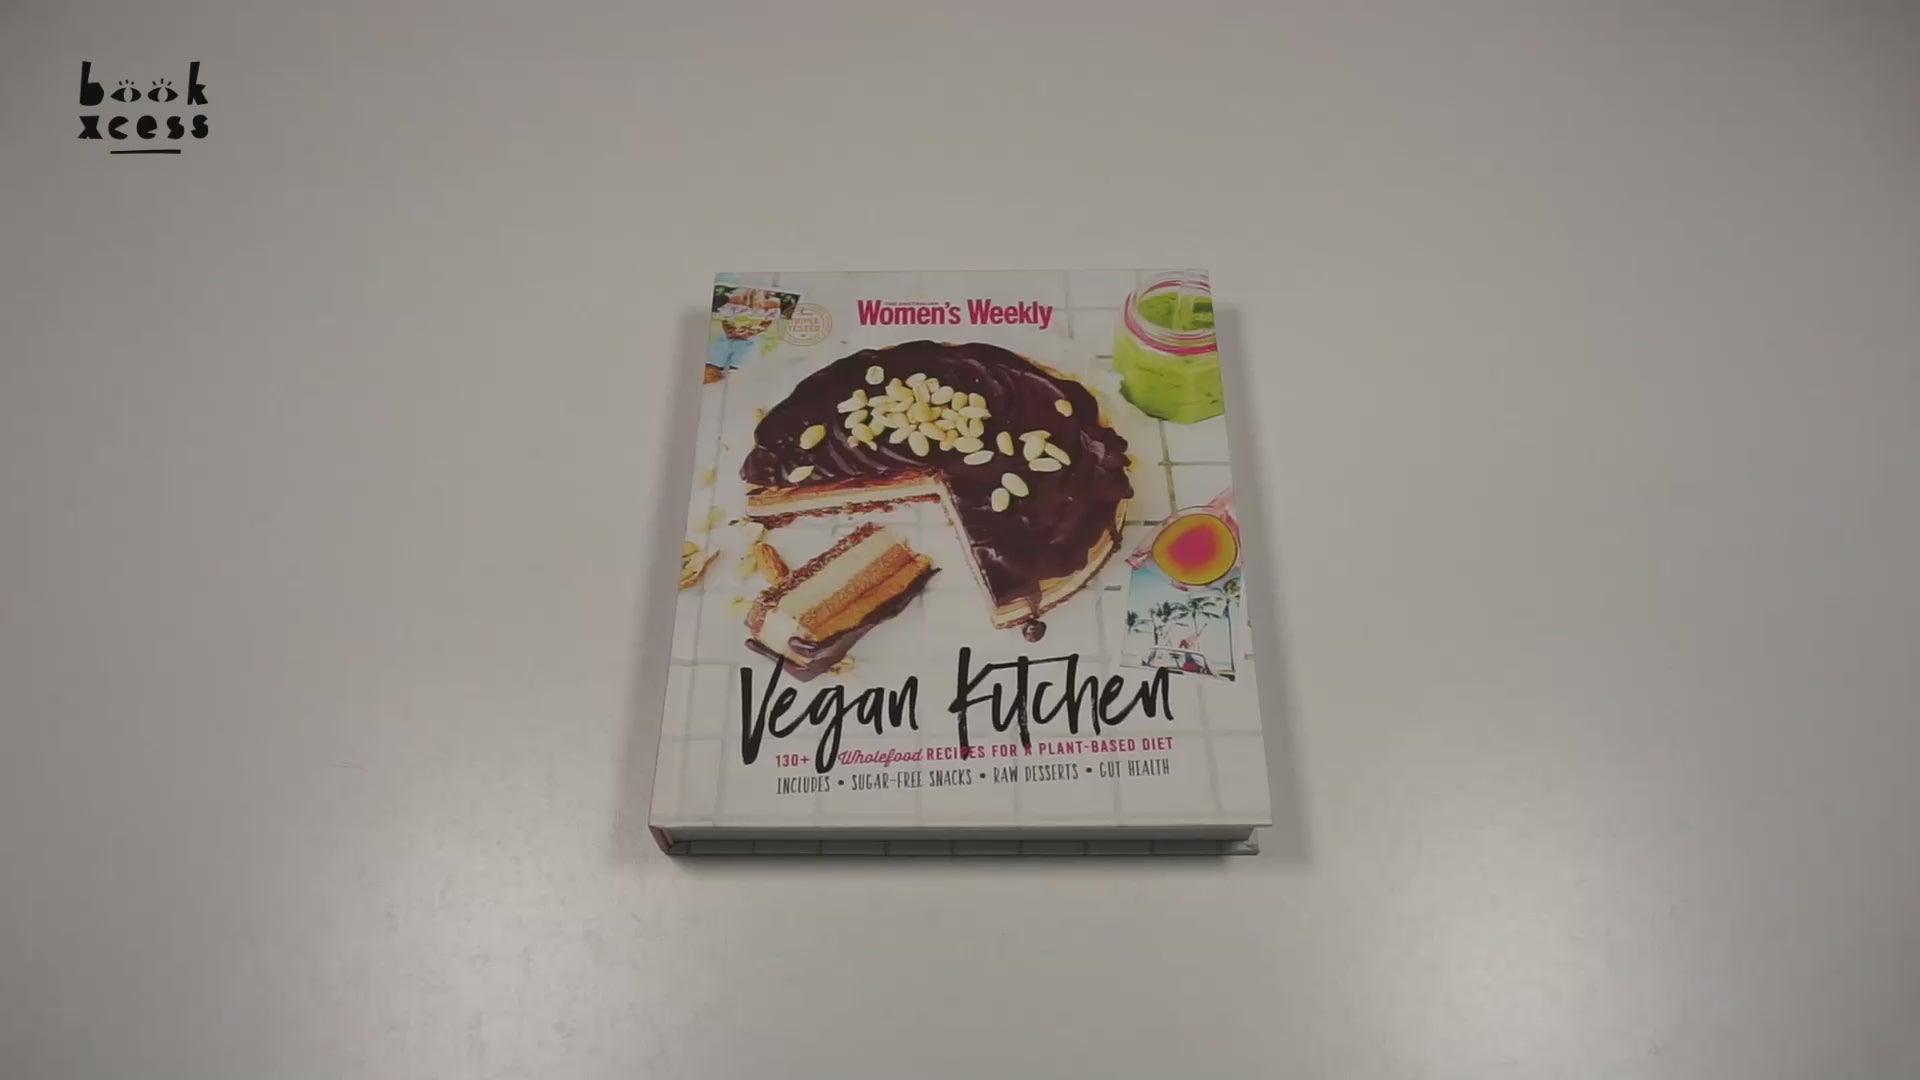 book
xcess
THE AUSTRALIAN
Women's Weekly
TRIPLE
TESTED
Vegan Kitchen
130+ Wholefood RECIPES FOR A PLANT-BASED DIET
INCLUDES • SUGAR-FREE SNACKS • RAW DESSERTS • GUT HEALTH